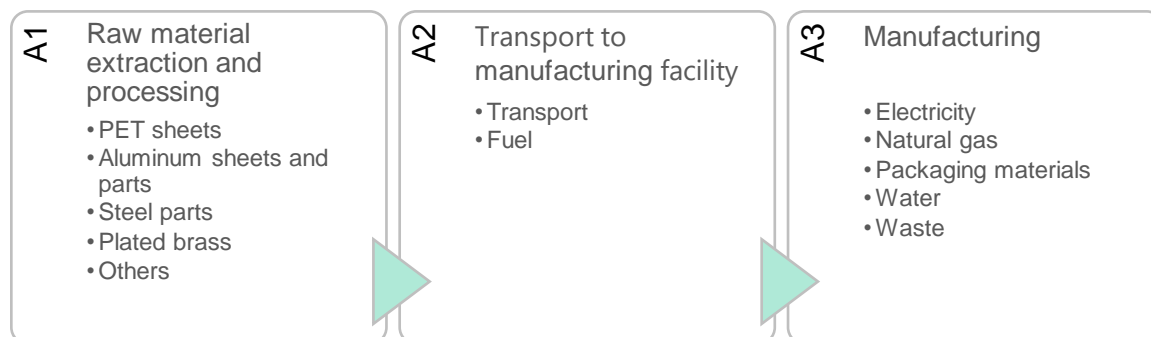 A1
Raw material
extraction and
processing
• PET sheets
• Aluminum sheets and
parts
• Steel parts
• Plated brass
• Others
A2
Transport to
manufacturing facility
• Transport
• Fuel
A3
Manufacturing
• Electricity
• Natural gas
• Packaging materials
• Water
• Waste